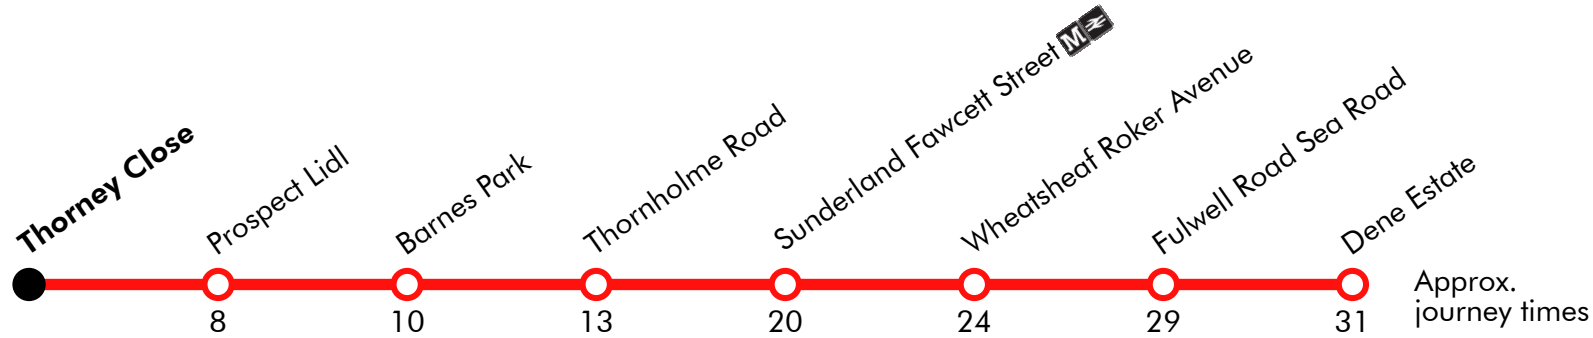 Thorney Close
Prospect Lidl
Barnes Park
Thornholme Road
Sunderland Fawcett Street M
Wheatsheaf Roker Avenue
Fulwell Road Sea Road
Dene Estate
8
10
13
20
24
29
31
Approx.
journey times